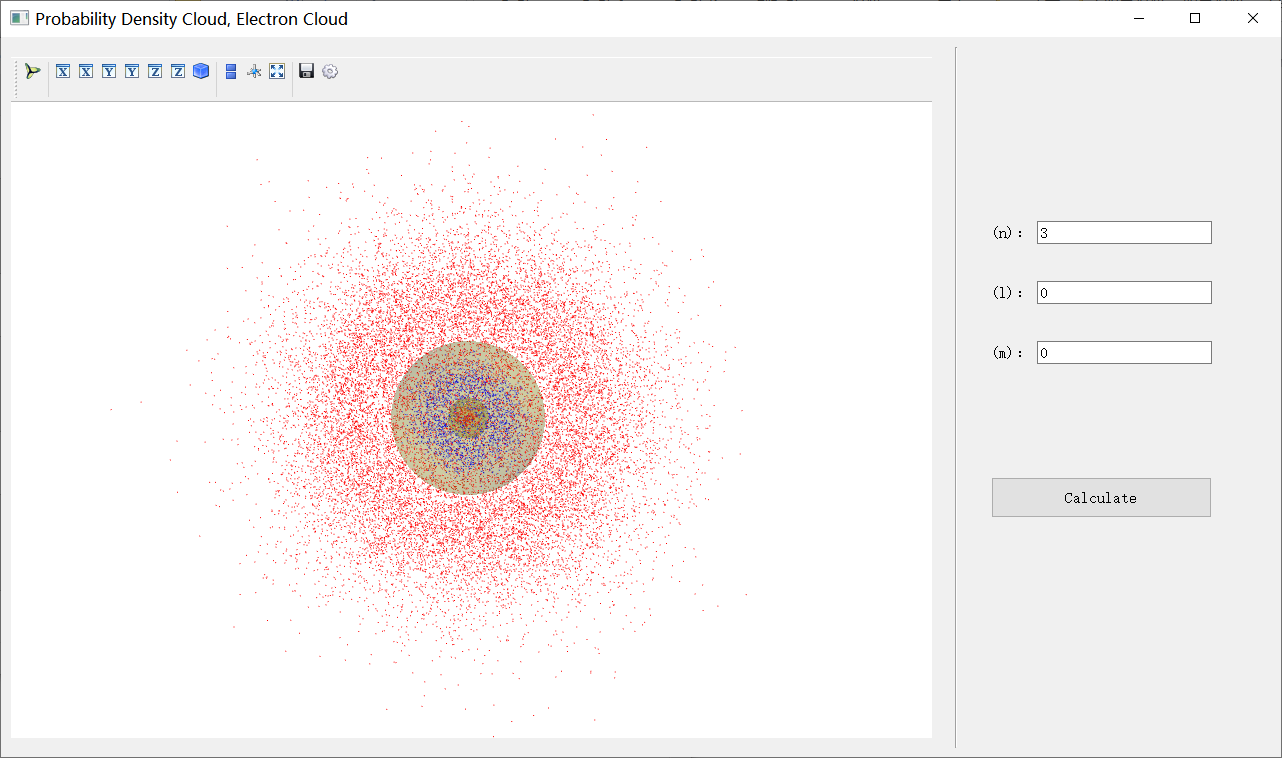 Probability Density Cloud, Electron Cloud
X X Y Y Z Z
(n): 3
(l): 0
(m): 0
Calculate